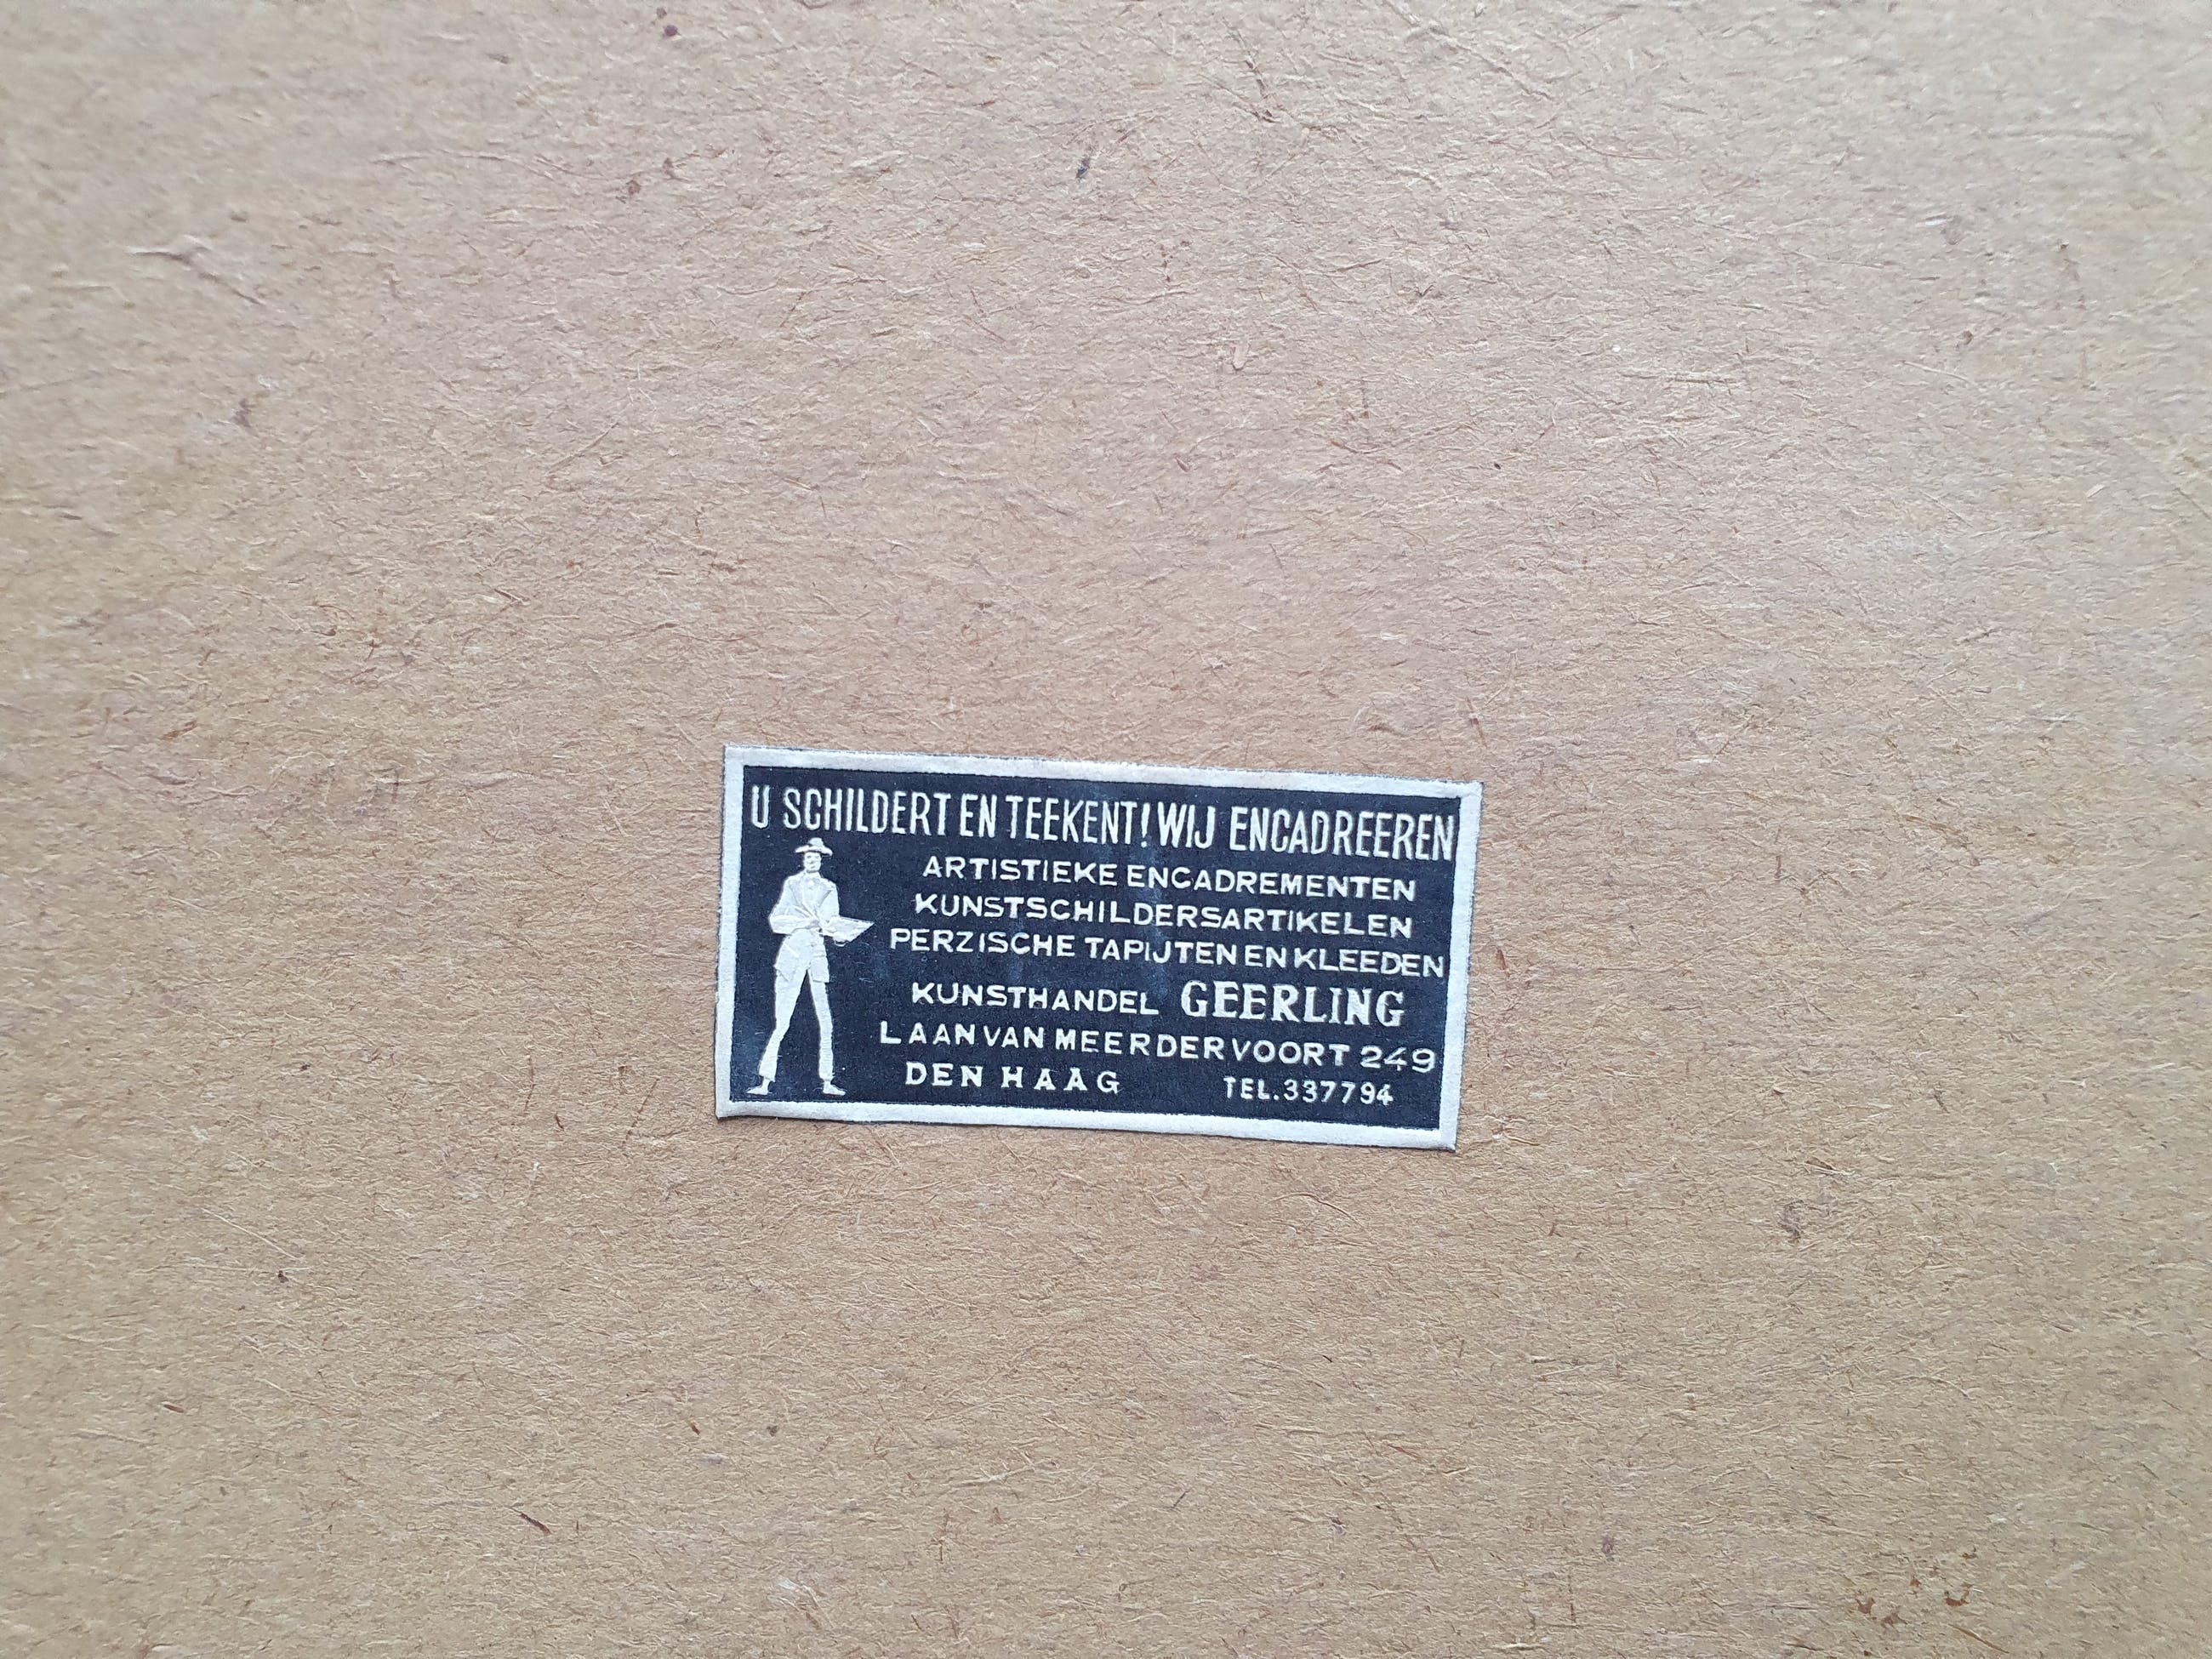 U SCHILDERT EN TEEKENT! WIJ ENCADREEREN
ARTISTIEKE ENCADREMENTEN
KUNSTSCHILDERSARTIKELEN
PERZISCHE TAPIJTEN EN KLEEDEN
KUNSTHANDEL GEERLING
LAAN VAN MEERDERVOORT 249
DEN HAAG TEL. 337794